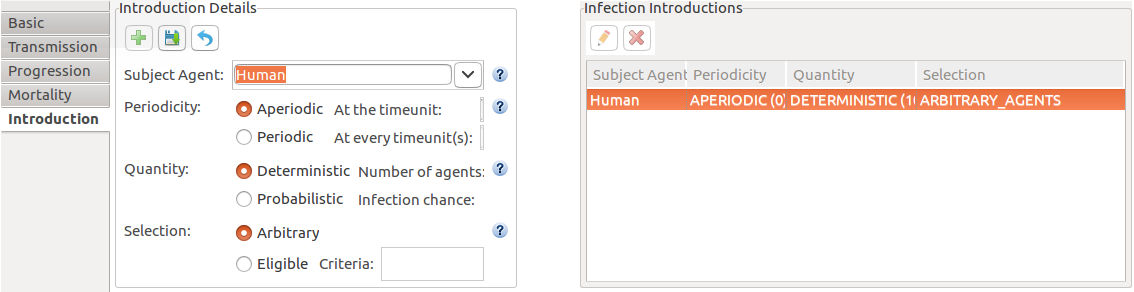 Basic
Transmission
Progression
Mortality
Introduction
Introduction Details
Subject Agent: Human
Periodicity: Aperiodic At the timeunit:
Periodic At every timeunit(s):
Quantity: Deterministic Number of agents:
Probabilistic Infection chance:
Selection: Arbitrary
Eligible Criteria:
Infection Introductions
Subject Agent Periodicity Quantity Selection
Human APERIODIC (0) DETERMINISTIC (1 ARBITRARY_AGENTS